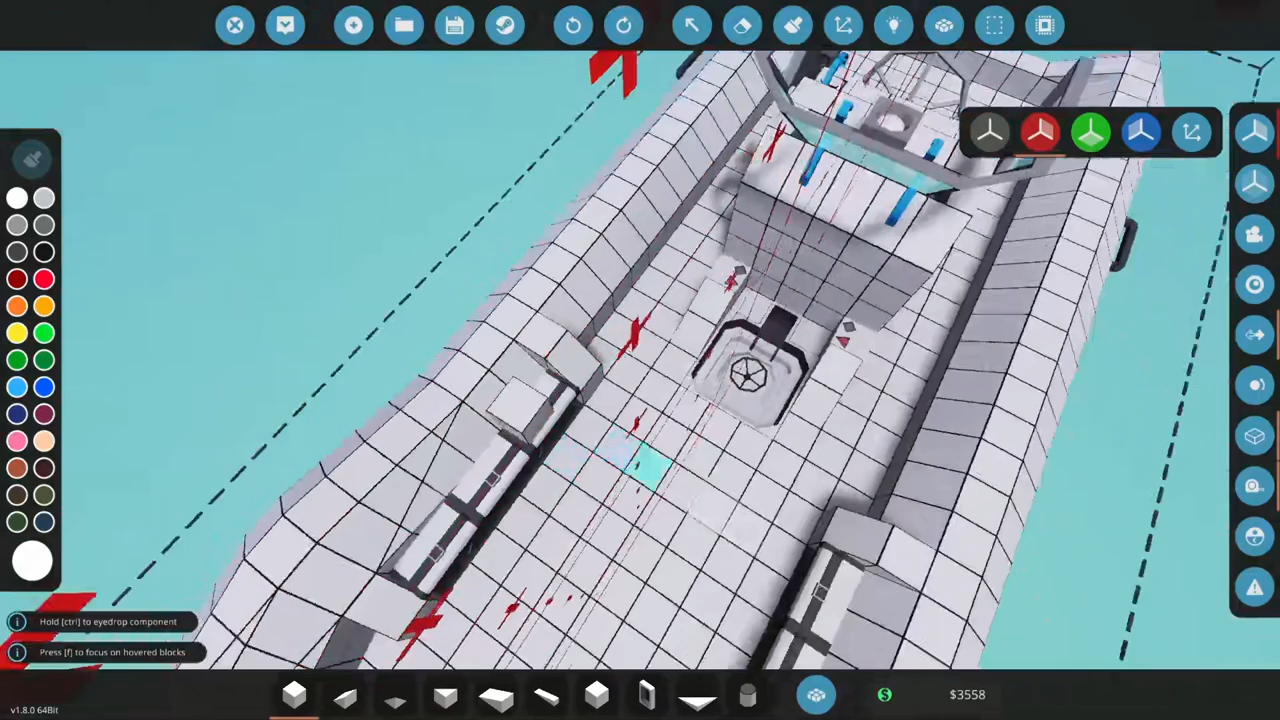 Hold [ctrl] to eyedrop component
Press [f] to focus on hovered blocks
$ $3558
v1.8.0 64Bit